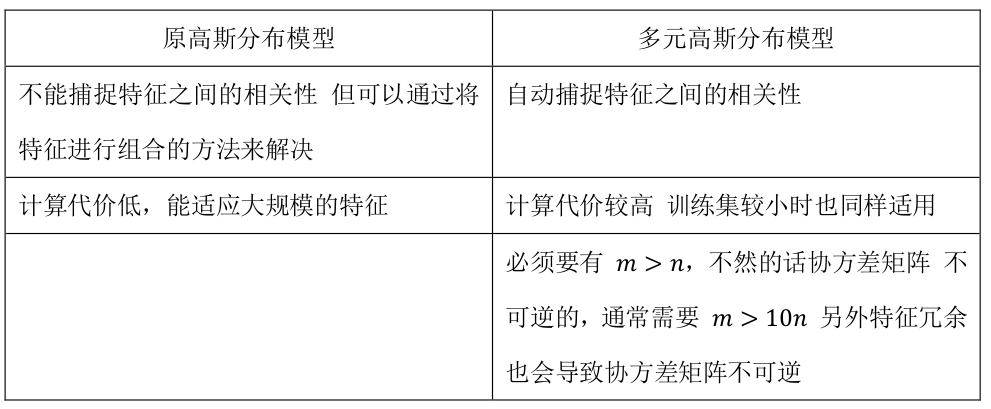 原高斯分布模型
多元高斯分布模型
不能捕捉特征之间的相关性 但可以通过将
特征进行组合的方法来解决
自动捕捉特征之间的相关性
计算代价低，能适应大规模的特征
计算代价较高 训练集较小时也同样适用
必须要有 m > n，不然的话协方差矩阵 不
可逆的，通常需要 m > 10n 另外特征冗余
也会导致协方差矩阵不可逆